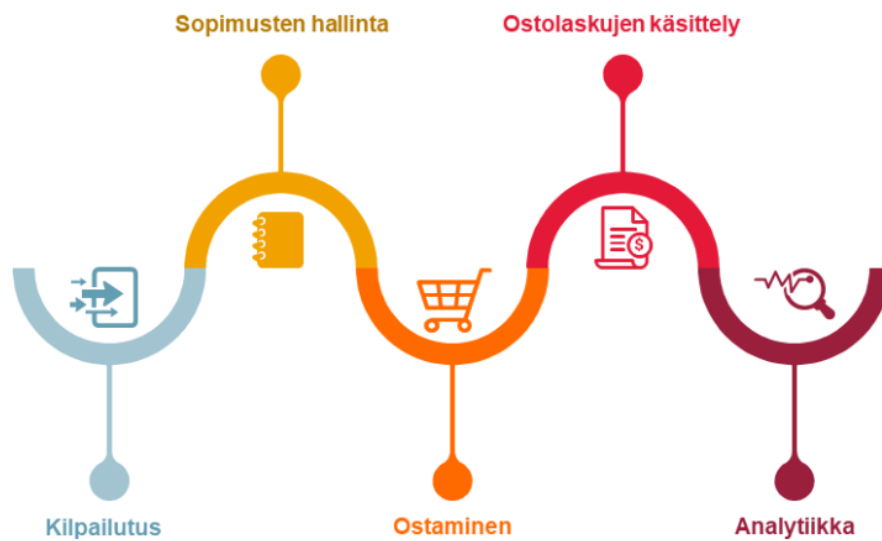 Sopimusten hallinta
Ostolaskujen käsittely
$
Kilpailutus
Ostaminen
Analytiikka